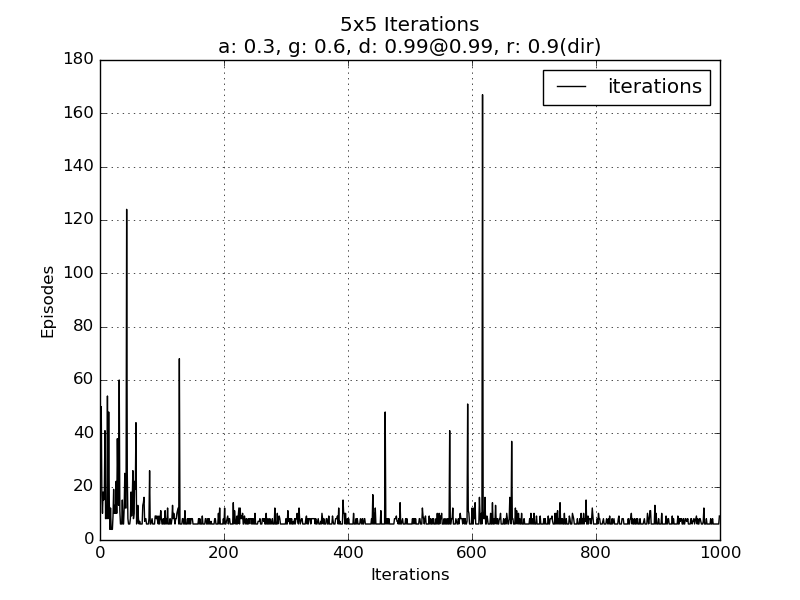 5x5 Iterations
a: 0.3, g: 0.6, d: 0.99@0.99, r: 0.9(dir)
iterations
180
160
140
120
100
80
60
40
20
0
Episodes
0 200 400 600 800 1000
Iterations